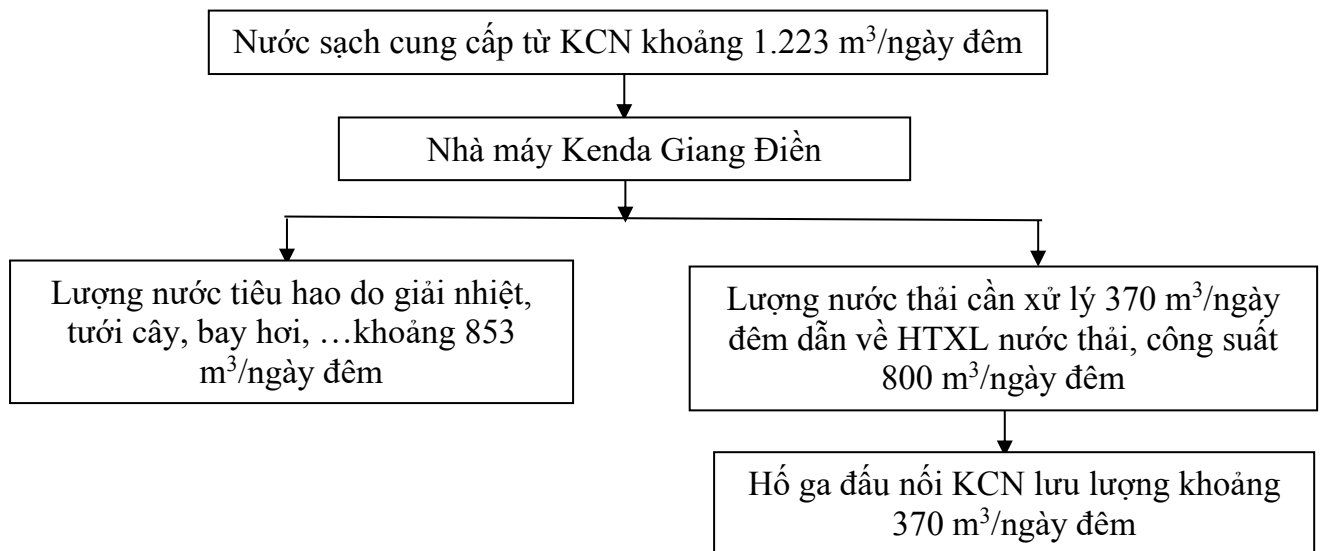 Nước sạch cung cấp từ KCN khoảng 1.223 m³/ngày đêm
Nhà máy Kenda Giang Điền
Lượng nước tiêu hao do giải nhiệt,
tưới cây, bay hơi, …khoảng 853
m³/ngày đêm
Lượng nước thải cần xử lý 370 m³/ngày
đêm dẫn về HTXL nước thải, công suất
800 m³/ngày đêm
Hố ga đấu nối KCN lưu lượng khoảng
370 m³/ngày đêm